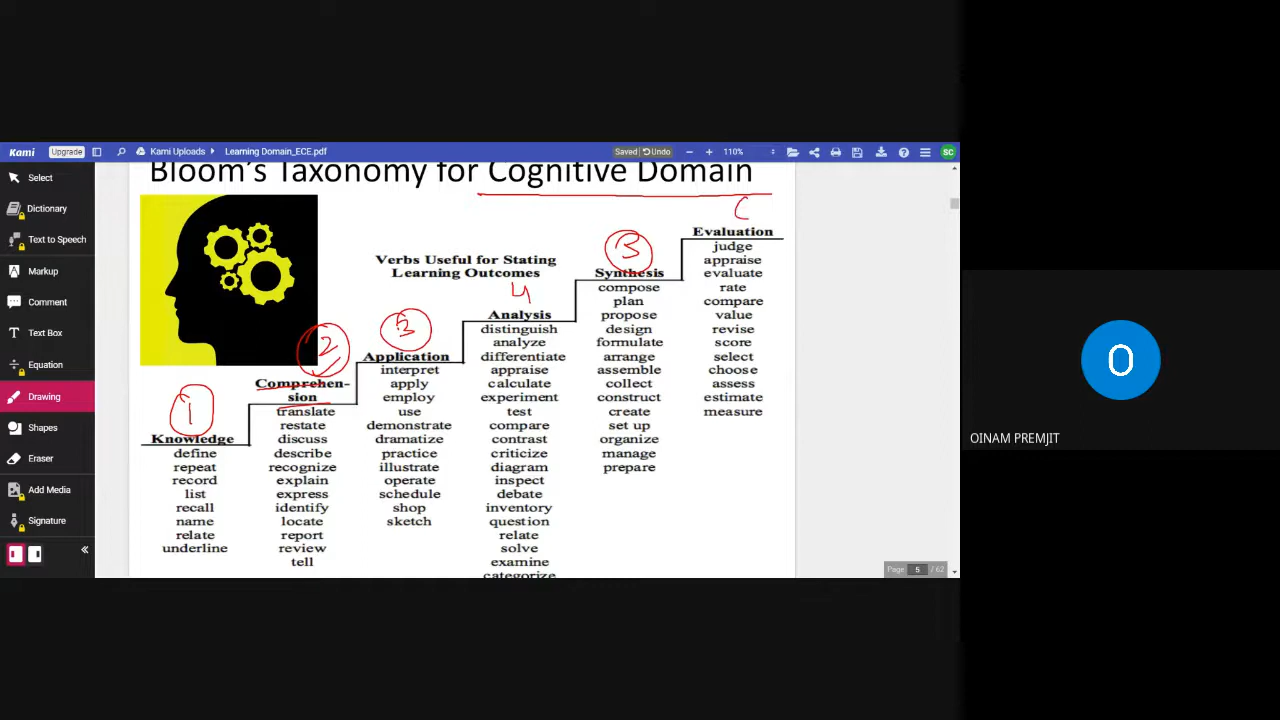 Kami
Upgrade
Kami Uploads
Learning Domain_ECE.pdf
Saved
Undo
110%
SC
Select
Dictionary
Text to Speech
Markup
Comment
Text Box
Equation
Drawing
Shapes
Eraser
Add Media
Signature
Bloom's Taxonomy for Cognitive Domain
Verbs Useful for Stating
Learning Outcomes
1
Knowledge
define
repeat
record
list
recall
name
relate
underline
2
Comprehen-
sion
translate
restate
discuss
describe
recognize
explain
express
identify
locate
report
review
tell
3
Application
interpret
apply
employ
use
demonstrate
dramatize
practice
illustrate
operate
schedule
shop
sketch
4
Analysis
distinguish
analyze
differentiate
appraise
calculate
experiment
test
compare
contrast
criticize
diagram
inspect
debate
inventory
question
relate
solve
examine
categorize
Synthesis
compose
plan
propose
design
formulate
arrange
assemble
collect
construct
create
set up
organize
manage
prepare
Evaluation
judge
appraise
evaluate
rate
compare
value
revise
score
select
choose
assess
estimate
measure
Page 5 / 62
O
OINAM PREMJIT